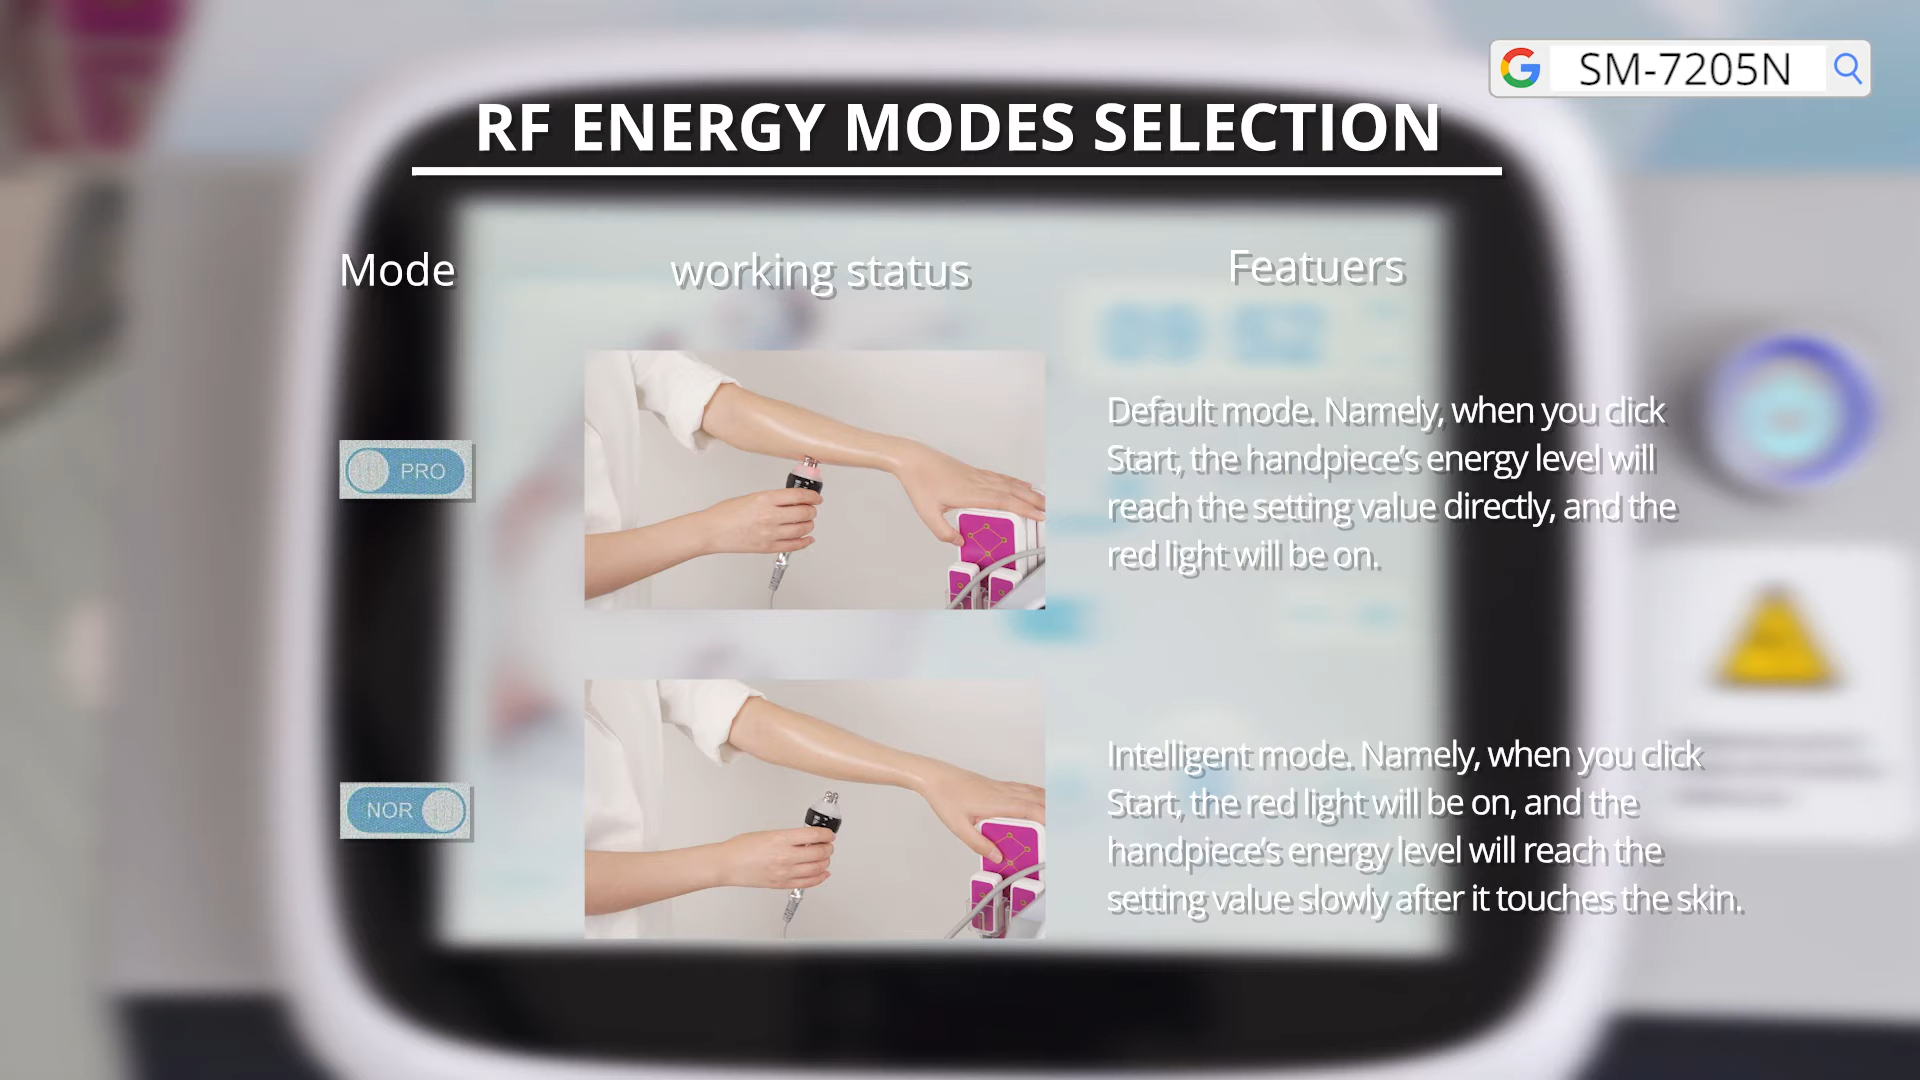 SM-7205N
RF ENERGY MODES SELECTION
Mode
working status
Featuers
PRO
Default mode. Namely, when you click
Start, the handpiece's energy level will
reach the setting value directly, and the
red light will be on.
NOR
Intelligent mode. Namely, when you click
Start, the red light will be on, and the
handpiece's energy level will reach the
setting value slowly after it touches the skin.